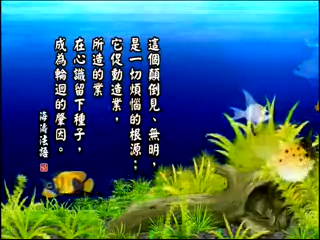 這個顛倒見、無明，
是一切煩惱的根源；
它促動造業，
所造的業
在心識留下種子，
成為輪迴的肇因。
海濤法語